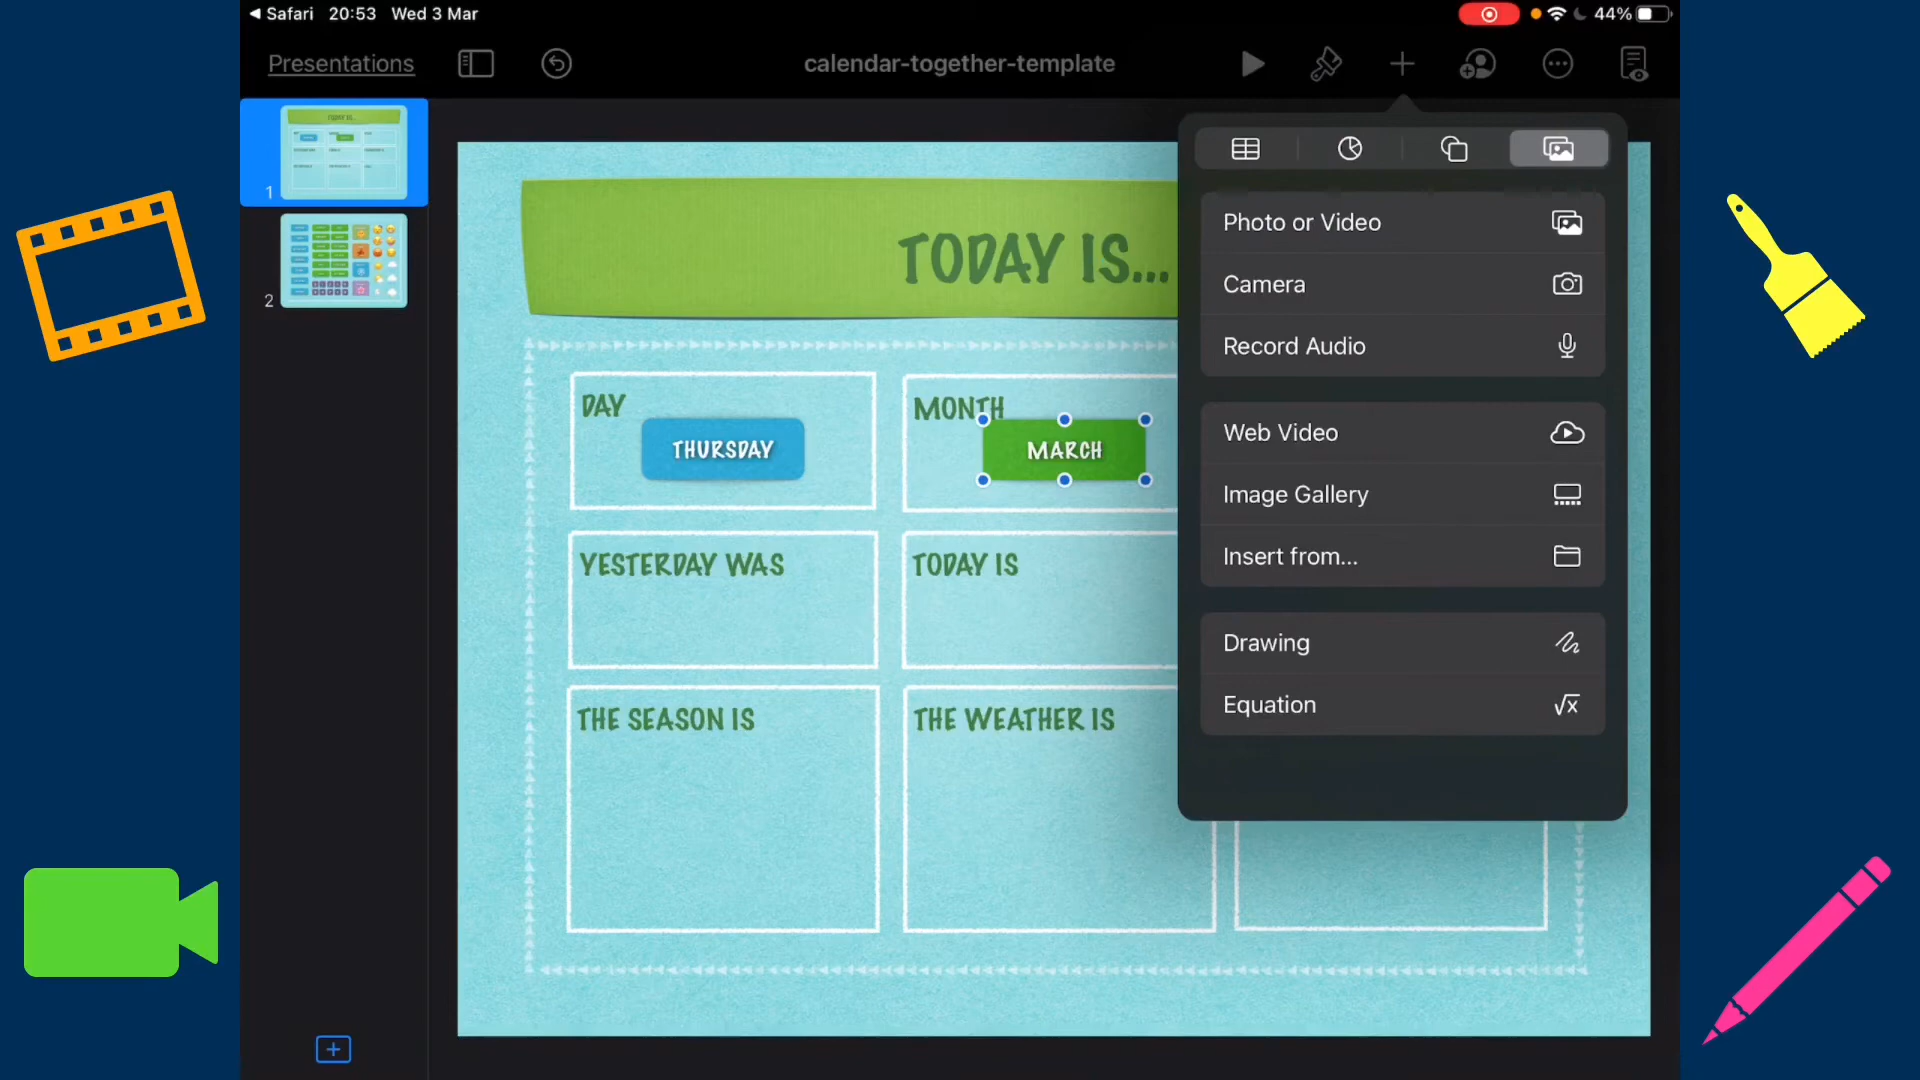 Safari 20:53 Wed 3 Mar 44%
Presentations calendar-together-template
1
2
TODAY IS...
DAY
THURSDAY
MONTH
MARCH
YESTERDAY WAS
TODAY IS
THE SEASON IS
THE WEATHER IS
Photo or Video
Camera
Record Audio
Web Video
Image Gallery
Insert from...
Drawing
Equation